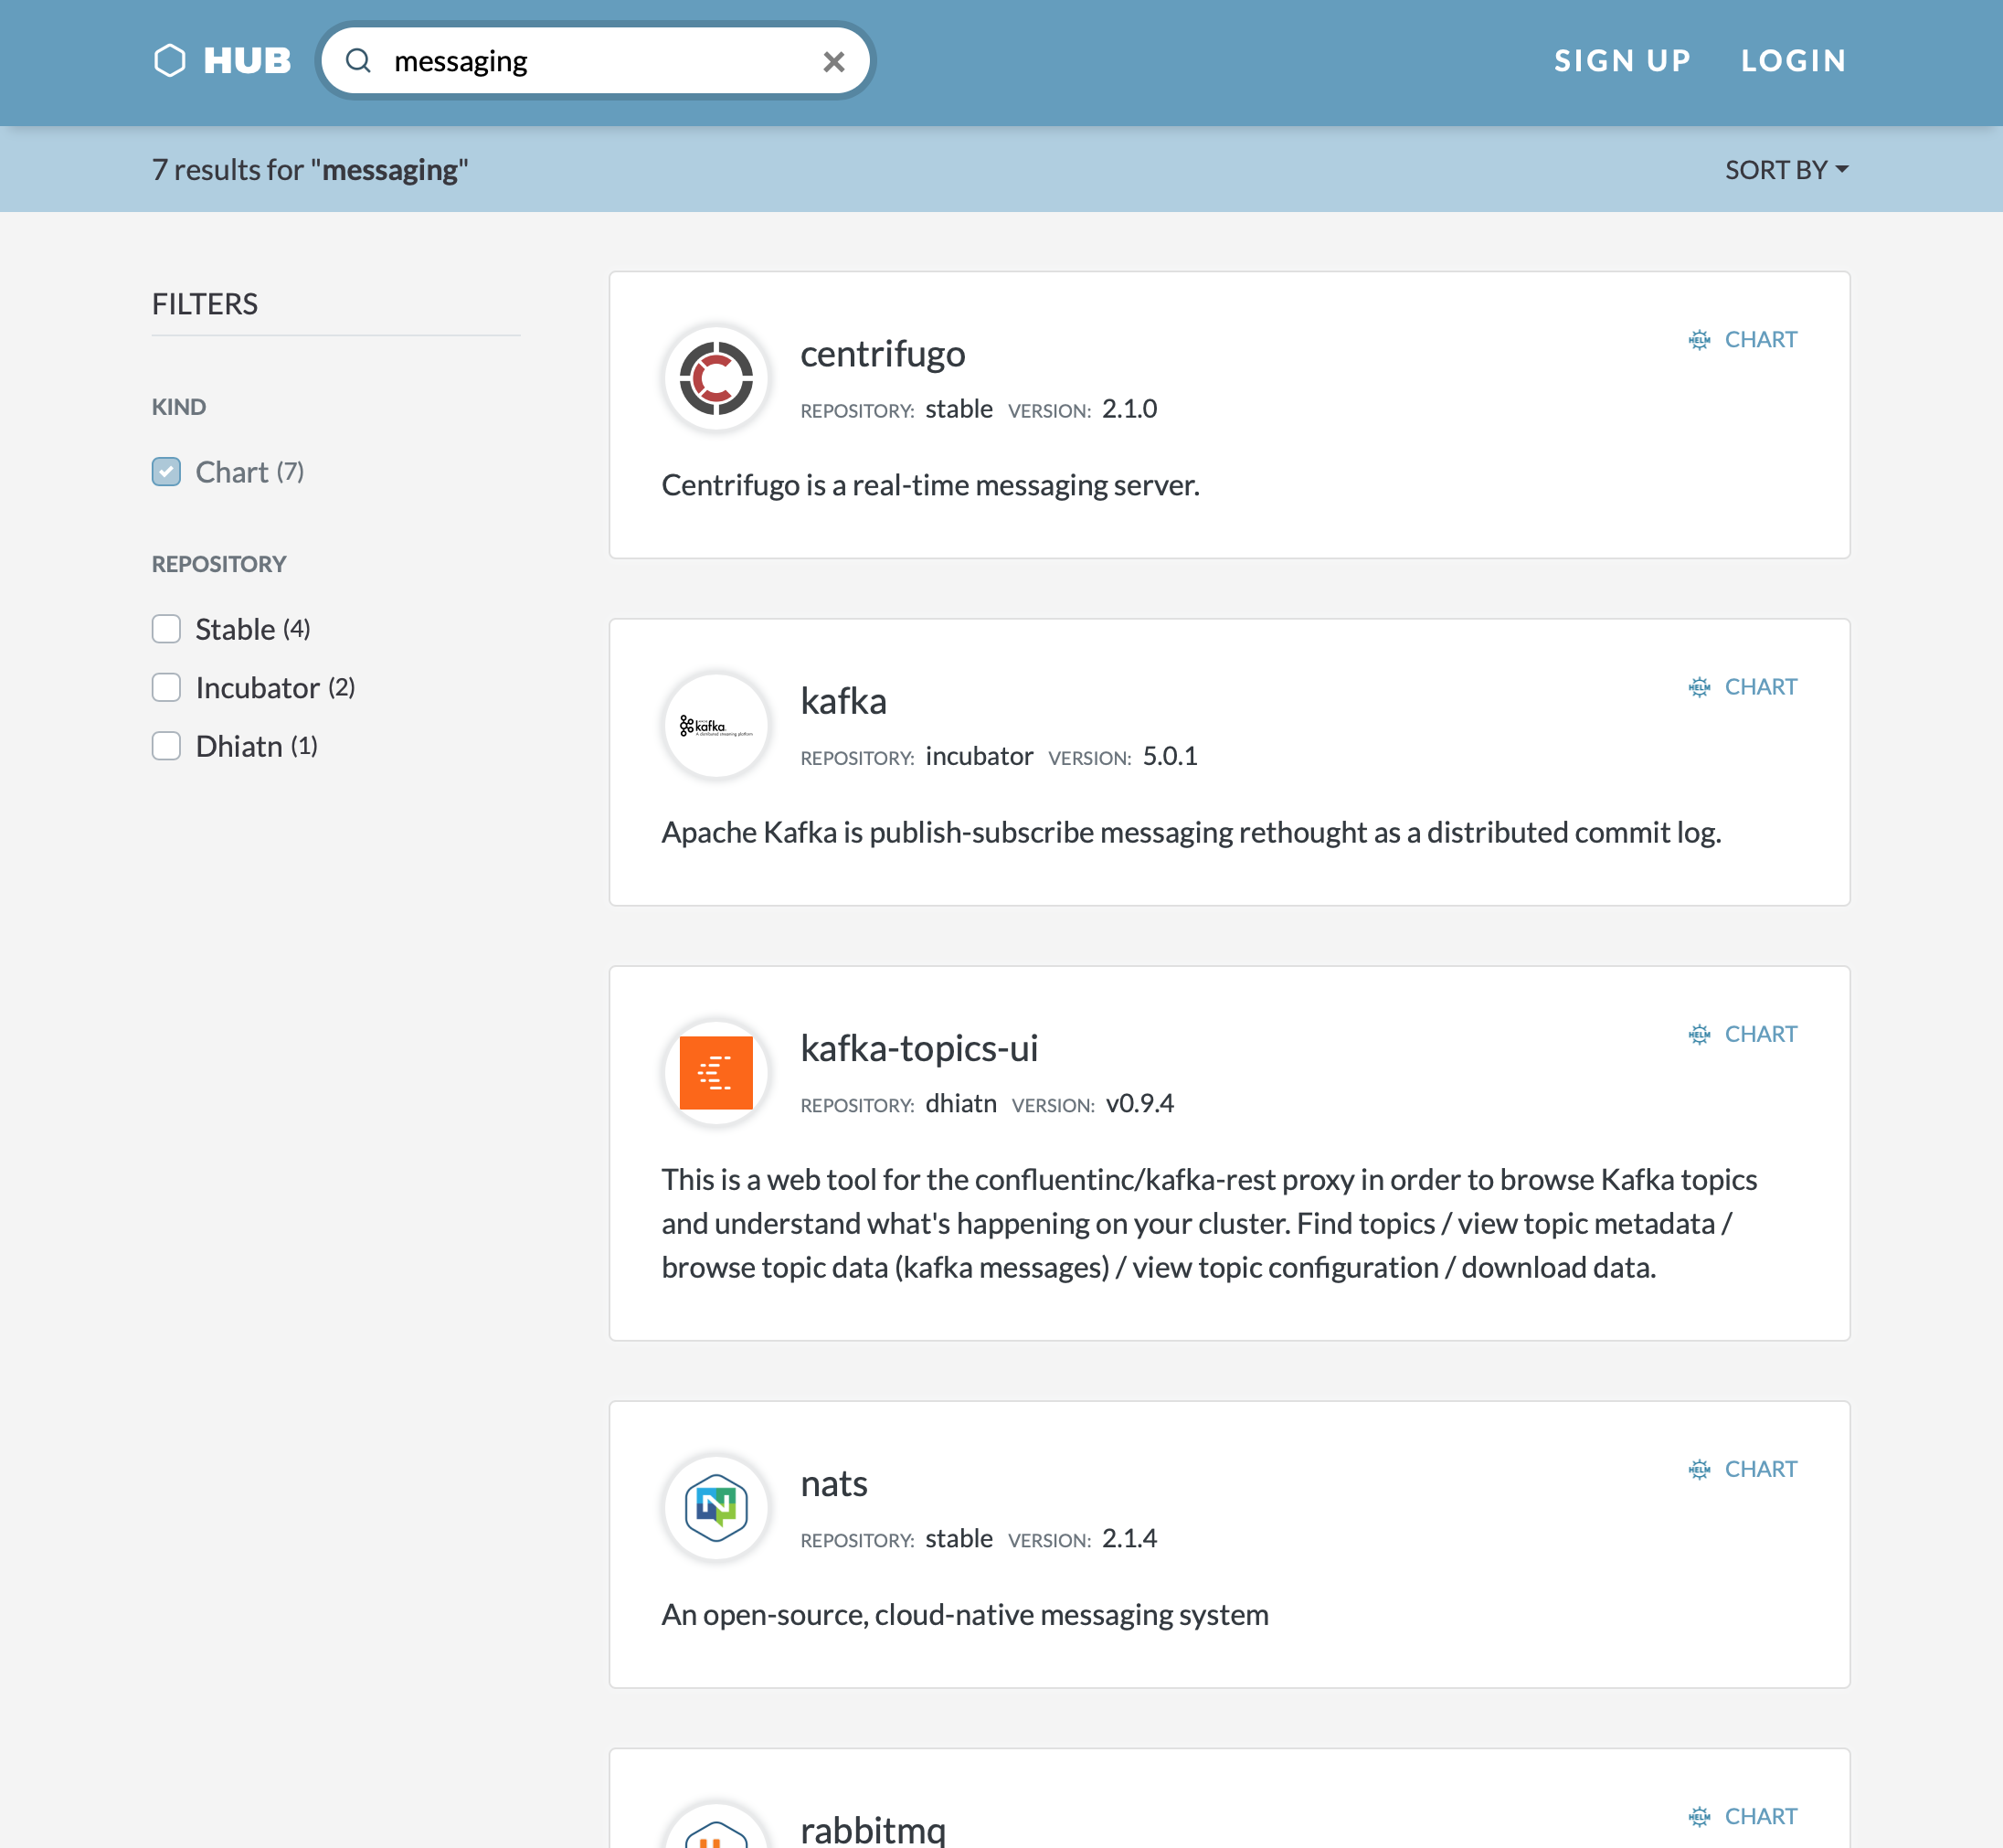 HUB
messaging
SIGN UP
LOGIN
7 results for "messaging"
SORT BY
FILTERS
KIND
Chart (7)
REPOSITORY
Stable (4)
Incubator (2)
Dhiatn (1)
centrifugo
HELM CHART
REPOSITORY: stable VERSION: 2.1.0
Centrifugo is a real-time messaging server.
kafka
kafka
HELM CHART
REPOSITORY: incubator VERSION: 5.0.1
Apache Kafka is publish-subscribe messaging rethought as a distributed commit log.
kafka-topics-ui
HELM CHART
REPOSITORY: dhiatn VERSION: v0.9.4
This is a web tool for the confluentinc/kafka-rest proxy in order to browse Kafka topics
and understand what's happening on your cluster. Find topics / view topic metadata /
browse topic data (kafka messages) / view topic configuration / download data.
N
nats
HELM CHART
REPOSITORY: stable VERSION: 2.1.4
An open-source, cloud-native messaging system
rabbitmq
HELM CHART